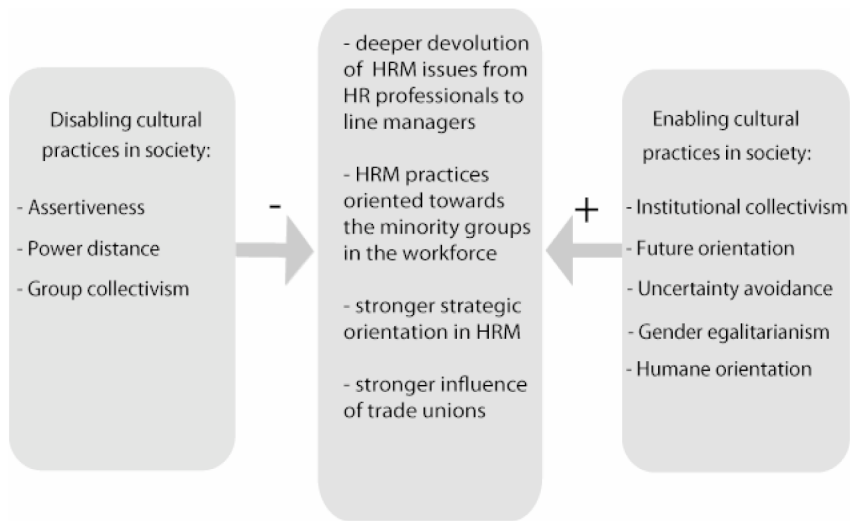 Disabling cultural
practices in society:
- Assertiveness
- Power distance
- Group collectivism
-
- deeper devolution
of HRM issues from
HR professionals to
line managers
- HRM practices
oriented towards
the minority groups
in the workforce
- stronger strategic
orientation in HRM
- stronger influence
of trade unions
+
Enabling cultural
practices in society:
- Institutional collectivism
- Future orientation
- Uncertainty avoidance
- Gender egalitarianism
- Humane orientation